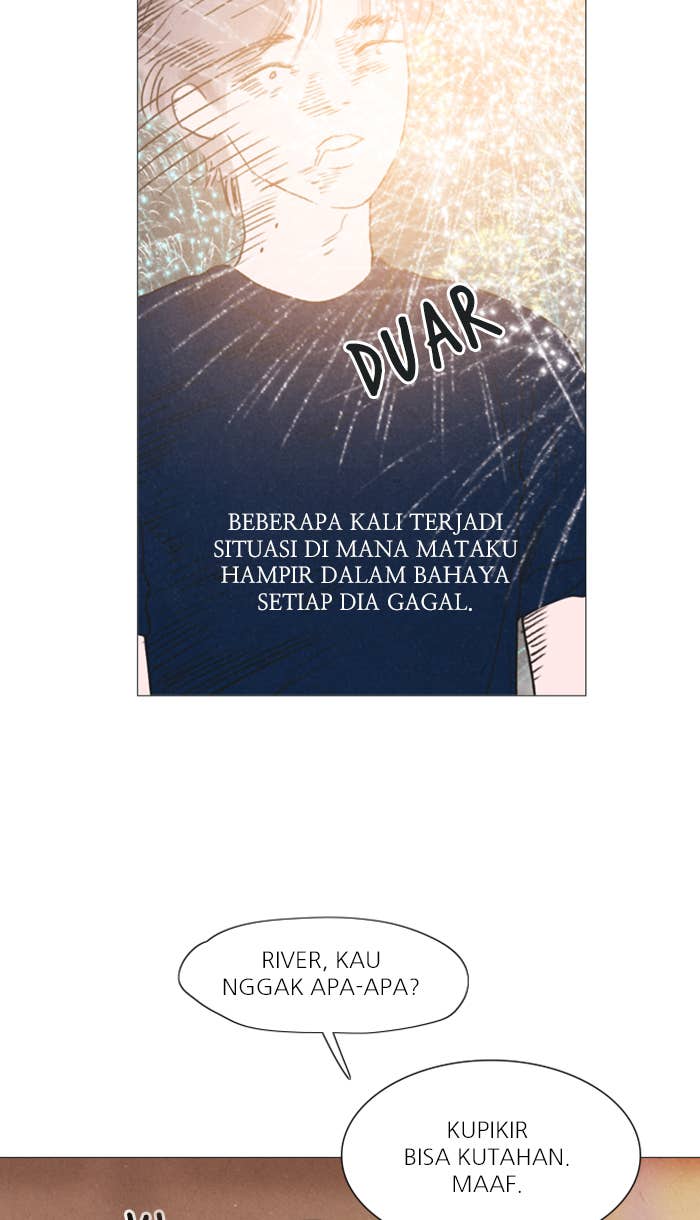 DUAR
BEBERAPA KALI TERJADI
SITUASI DI MANA MATAKU
HAMPIR DALAM BAHAYA
SETIAP DIA GAGAL.
RIVER, KAU
NGGAK APA-APA?
KUPIKIR
BISA KUTAHAN.
MAAF.